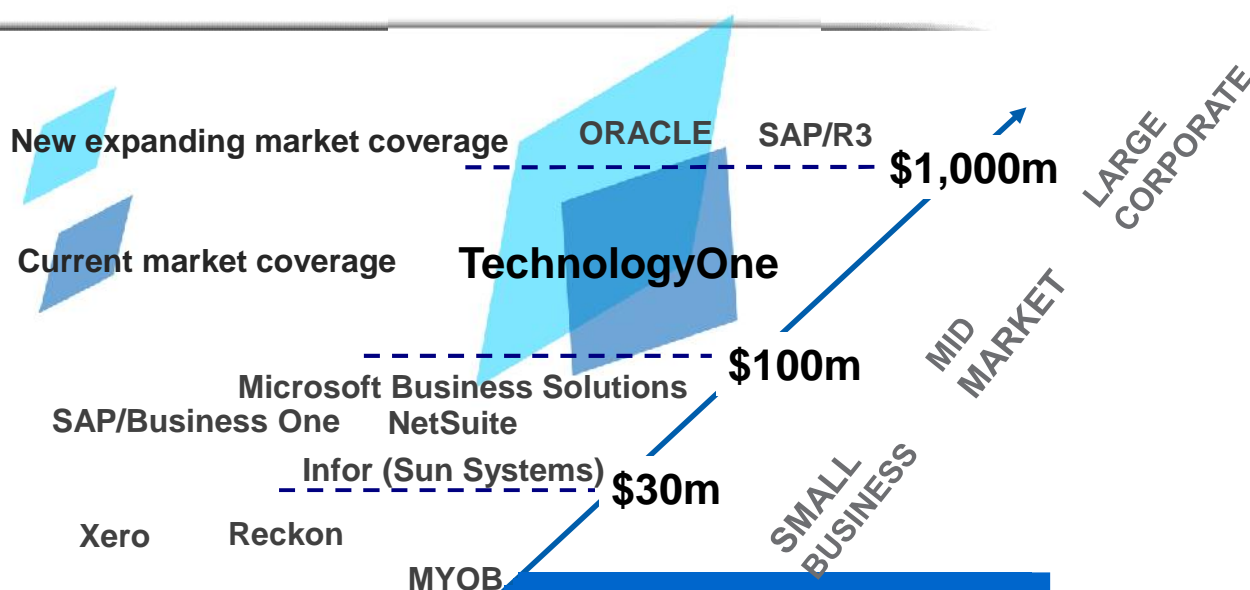 New expanding market coverage
ORACLE
SAP/R3
$1,000m
LARGE
CORPORATE
Current market coverage
TechnologyOne
MID
MARKET
$100m
Microsoft Business Solutions
SAP/Business One
NetSuite
Infor (Sun Systems)
$30m
SMALL
BUSINESS
Xero
Reckon
MYOB